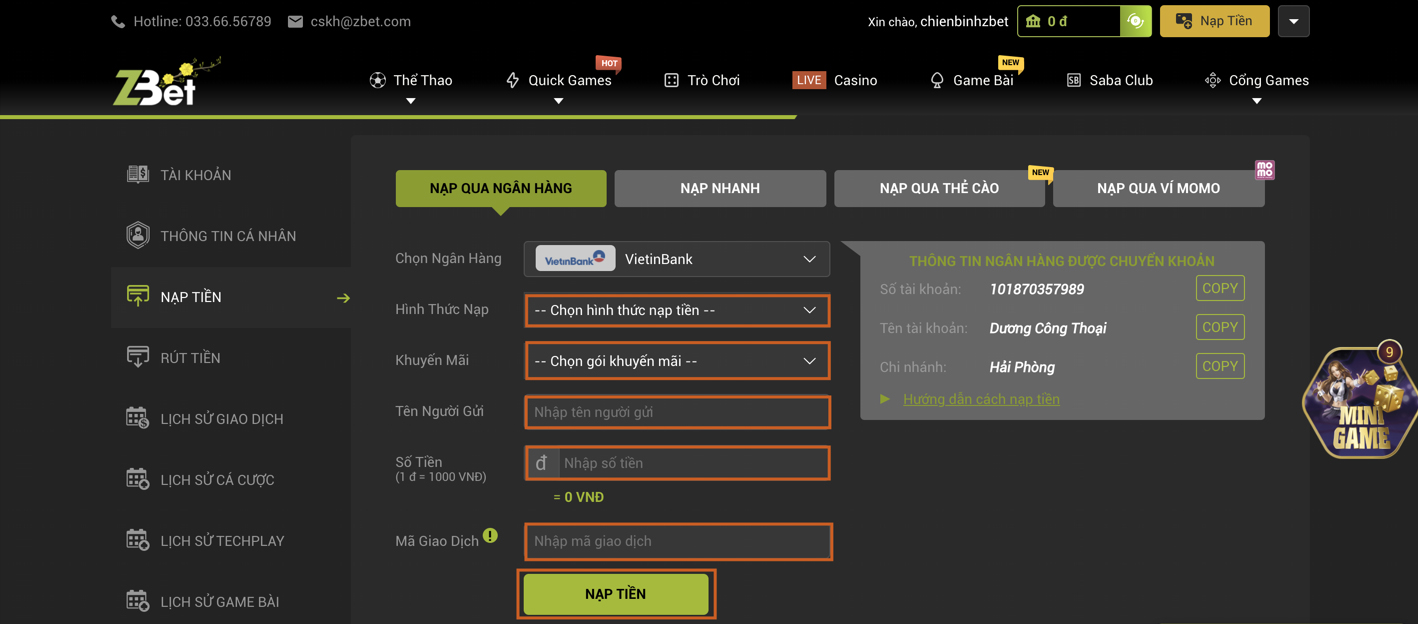 Hotline: 033.66.56789 cskh@zbet.com
Xin chào, chienbinhzbet 0 đ Nạp Tiền
ZBet
Thể Thao
Quick Games HOT
Trò Chơi
LIVE Casino
Game Bài NEW
SB Saba Club
Cổng Games
TÀI KHOẢN
THÔNG TIN CÁ NHÂN
NẠP TIỀN
RÚT TIỀN
LỊCH SỬ GIAO DỊCH
LỊCH SỬ CÁ CƯỢC
LỊCH SỬ TECHPLAY
LỊCH SỬ GAME BÀI
NẠP QUA NGÂN HÀNG
NẠP NHANH
NẠP QUA THẺ CÀO NEW
NẠP QUA VÍ MOMO
mo
mo
Chọn Ngân Hàng VietinBank VietinBank
Hình Thức Nạp -- Chọn hình thức nạp tiền --
Khuyến Mãi -- Chọn gói khuyến mãi --
Tên Người Gửi Nhập tên người gửi
Số Tiền đ Nhập số tiền
(1 đ = 1000 VNĐ)
= 0 VNĐ
Mã Giao Dịch ! Nhập mã giao dịch
NẠP TIỀN
THÔNG TIN NGÂN HÀNG ĐƯỢC CHUYỂN KHOẢN
Số tài khoản: 101870357989 COPY
Tên tài khoản: Dương Công Thoại COPY
Chi nhánh: Hải Phòng COPY
Hướng dẫn cách nạp tiền
9
MINI
GAME